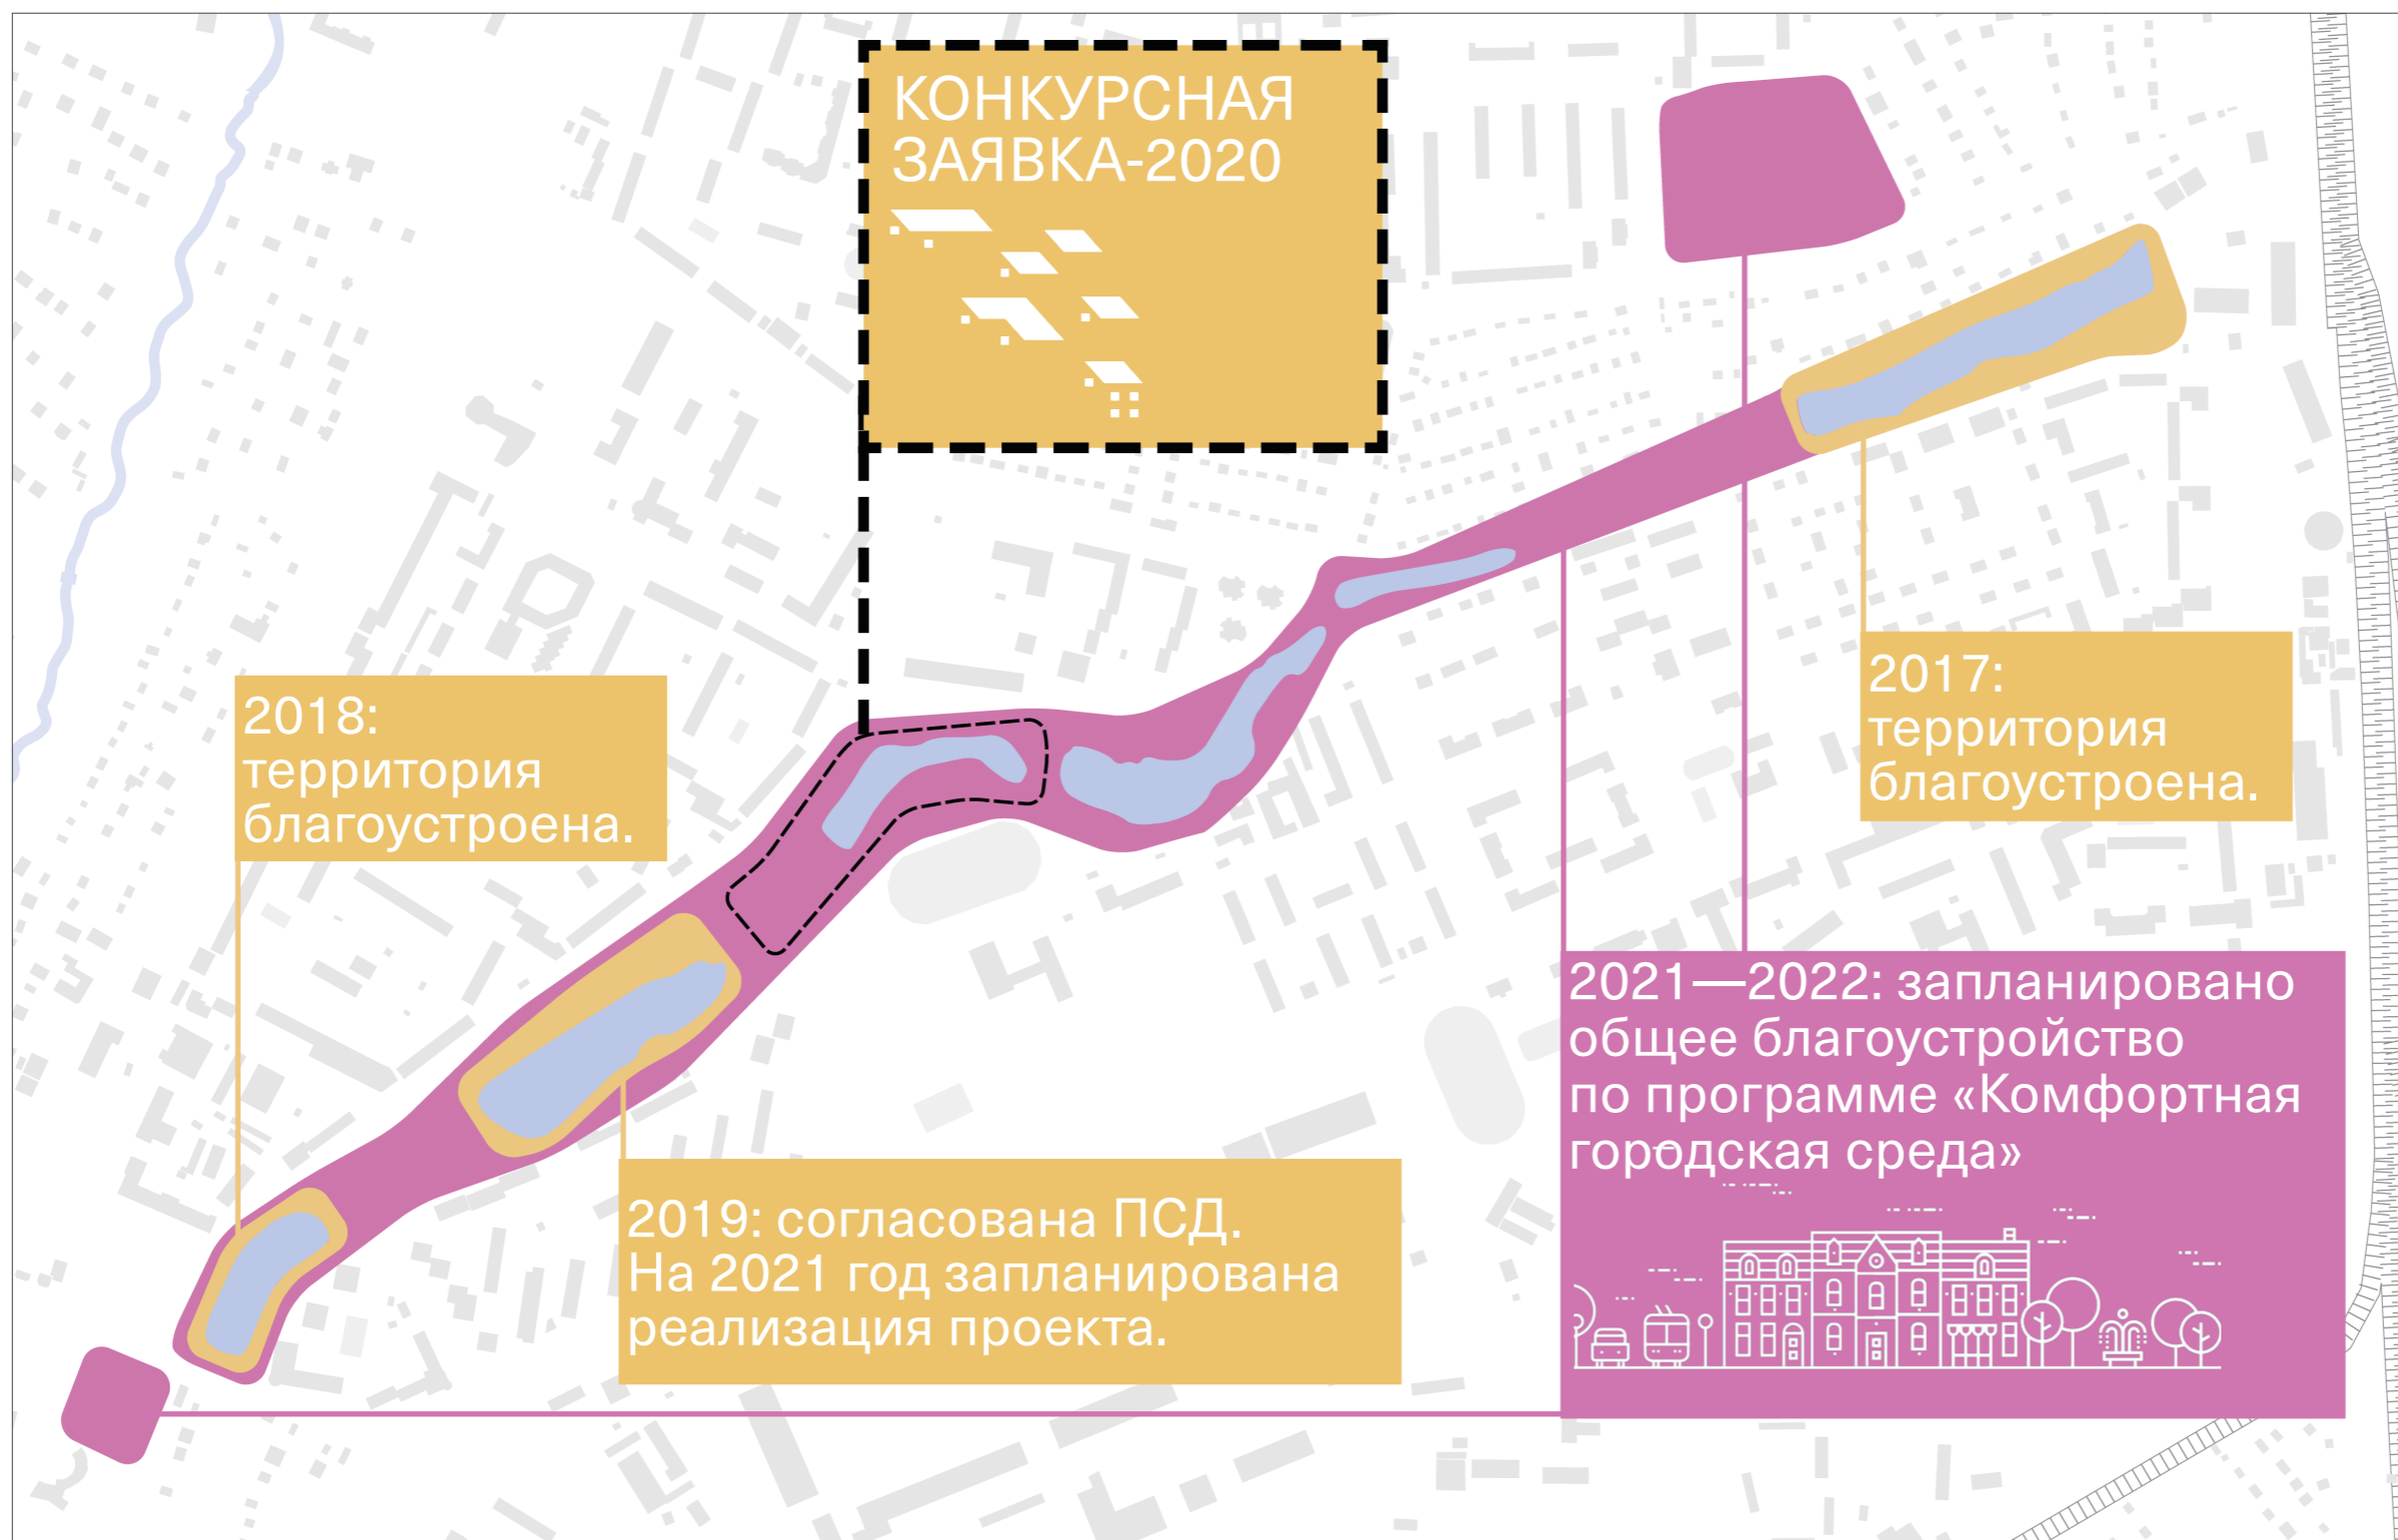 КОНКУРСНАЯ
ЗАЯВКА-2020
2018:
территория
благоустроена.
2017:
территория
благоустроена.
2021—2022: запланировано
общее благоустройство
по программе «Комфортная
городская среда»
2019: согласована ПСД.
На 2021 год запланирована
реализация проекта.